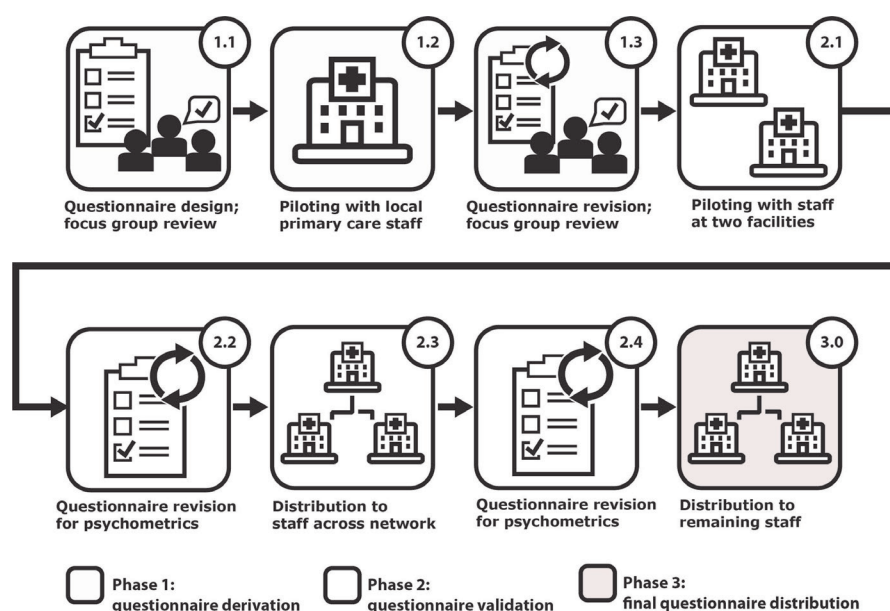 1.1
1.2
1.3
2.1
Questionnaire design;
focus group review
Piloting with local
primary care staff
Questionnaire revision;
focus group review
Piloting with staff
at two facilities
2.2
2.3
2.4
3.0
Questionnaire revision
for psychometrics
Distribution to
staff across network
Questionnaire revision
for psychometrics
Distribution to
remaining staff
Phase 1:
questionnaire derivation
Phase 2:
questionnaire validation
Phase 3:
final questionnaire distribution